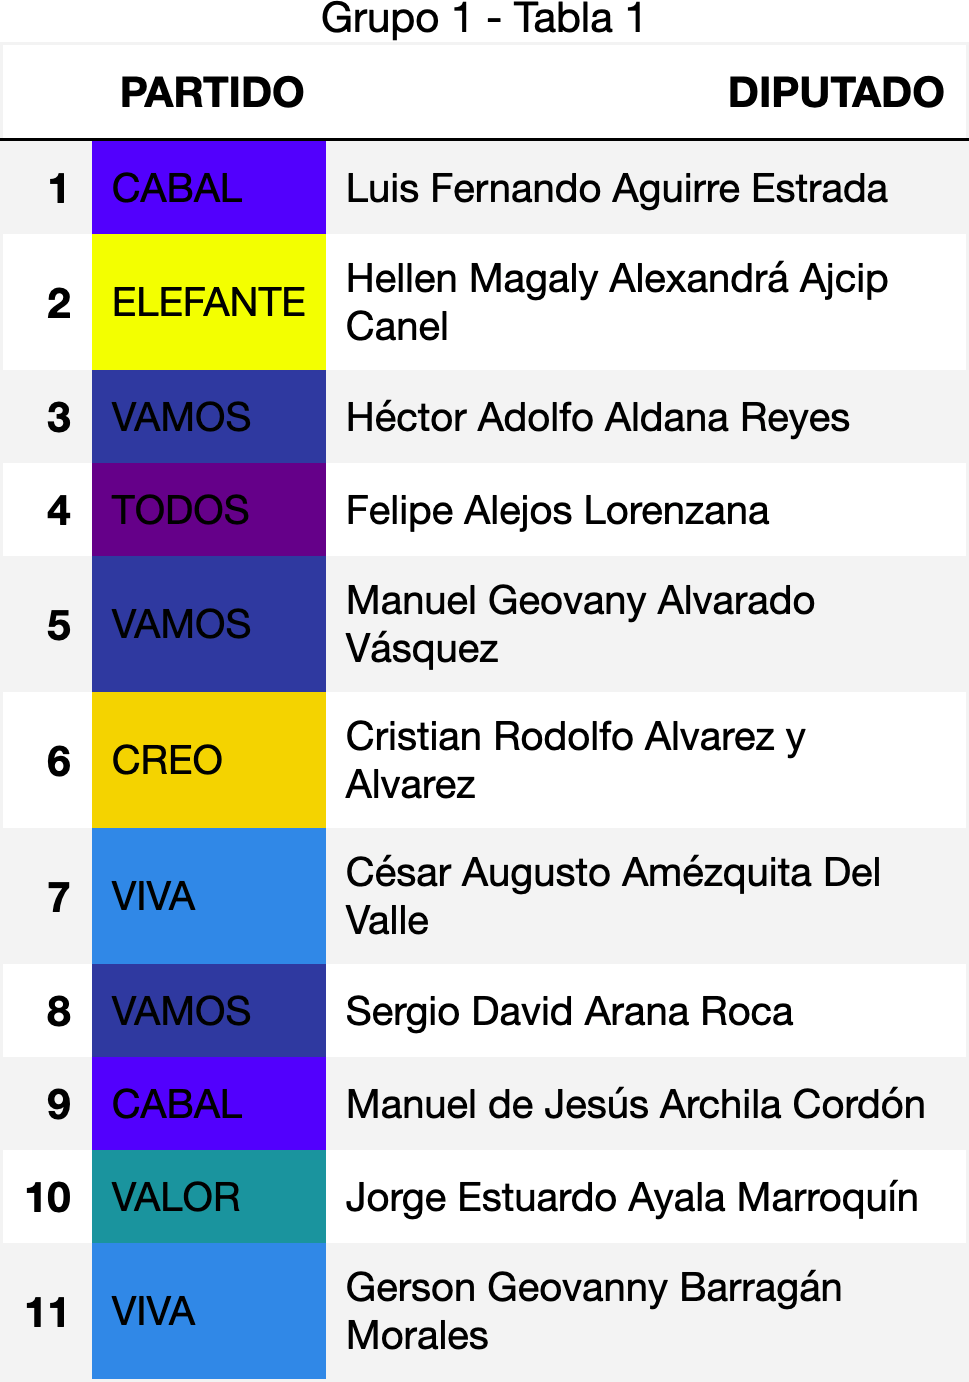 Grupo 1 - Tabla 1
PARTIDO DIPUTADO
1 CABAL Luis Fernando Aguirre Estrada
2 ELEFANTE Hellen Magaly Alexandrá Ajcip
Canel
3 VAMOS Héctor Adolfo Aldana Reyes
4 TODOS Felipe Alejos Lorenzana
5 VAMOS Manuel Geovany Alvarado
Vásquez
6 CREO Cristian Rodolfo Alvarez y
Alvarez
7 VIVA César Augusto Amézquita Del
Valle
8 VAMOS Sergio David Arana Roca
9 CABAL Manuel de Jesús Archila Cordón
10 VALOR Jorge Estuardo Ayala Marroquín
11 VIVA Gerson Geovanny Barragán
Morales